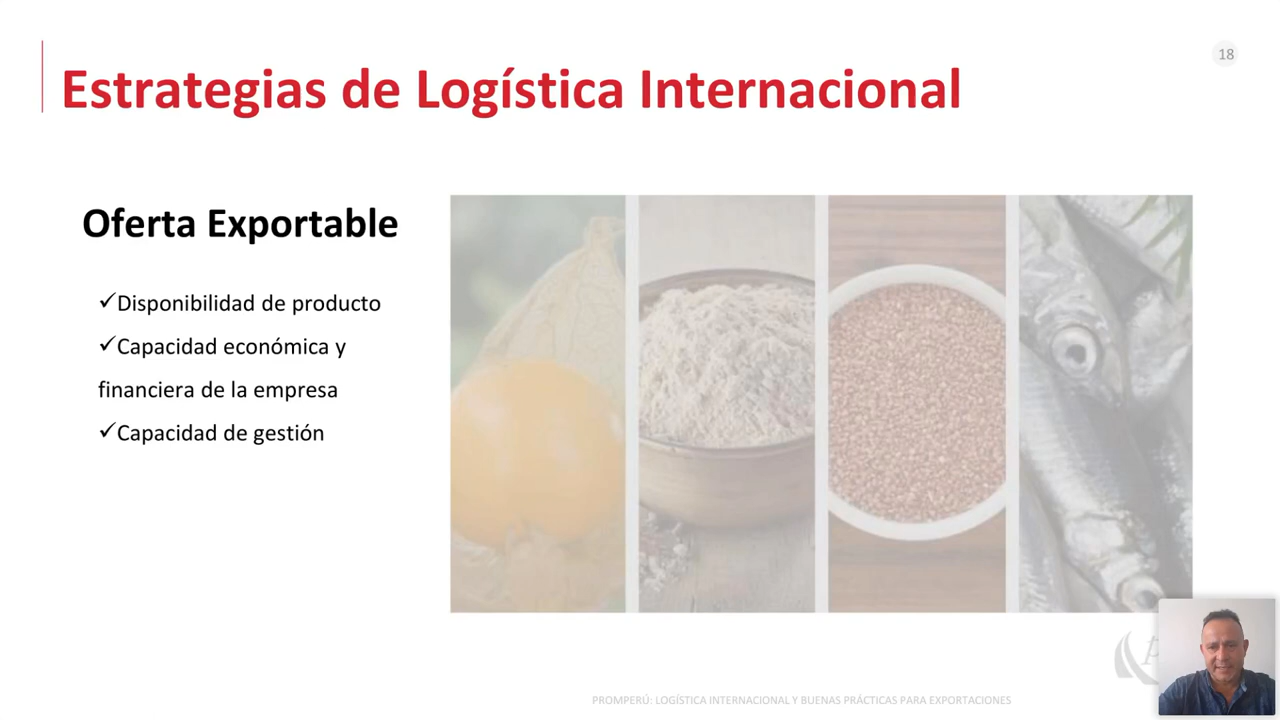 18
Estrategias de Logística Internacional
Oferta Exportable
✓Disponibilidad de producto
✓Capacidad económica y
financiera de la empresa
✓Capacidad de gestión
PROMPERÚ: LOGÍSTICA INTERNACIONAL Y BUENAS PRÁCTICAS PARA EXPORTACIONES